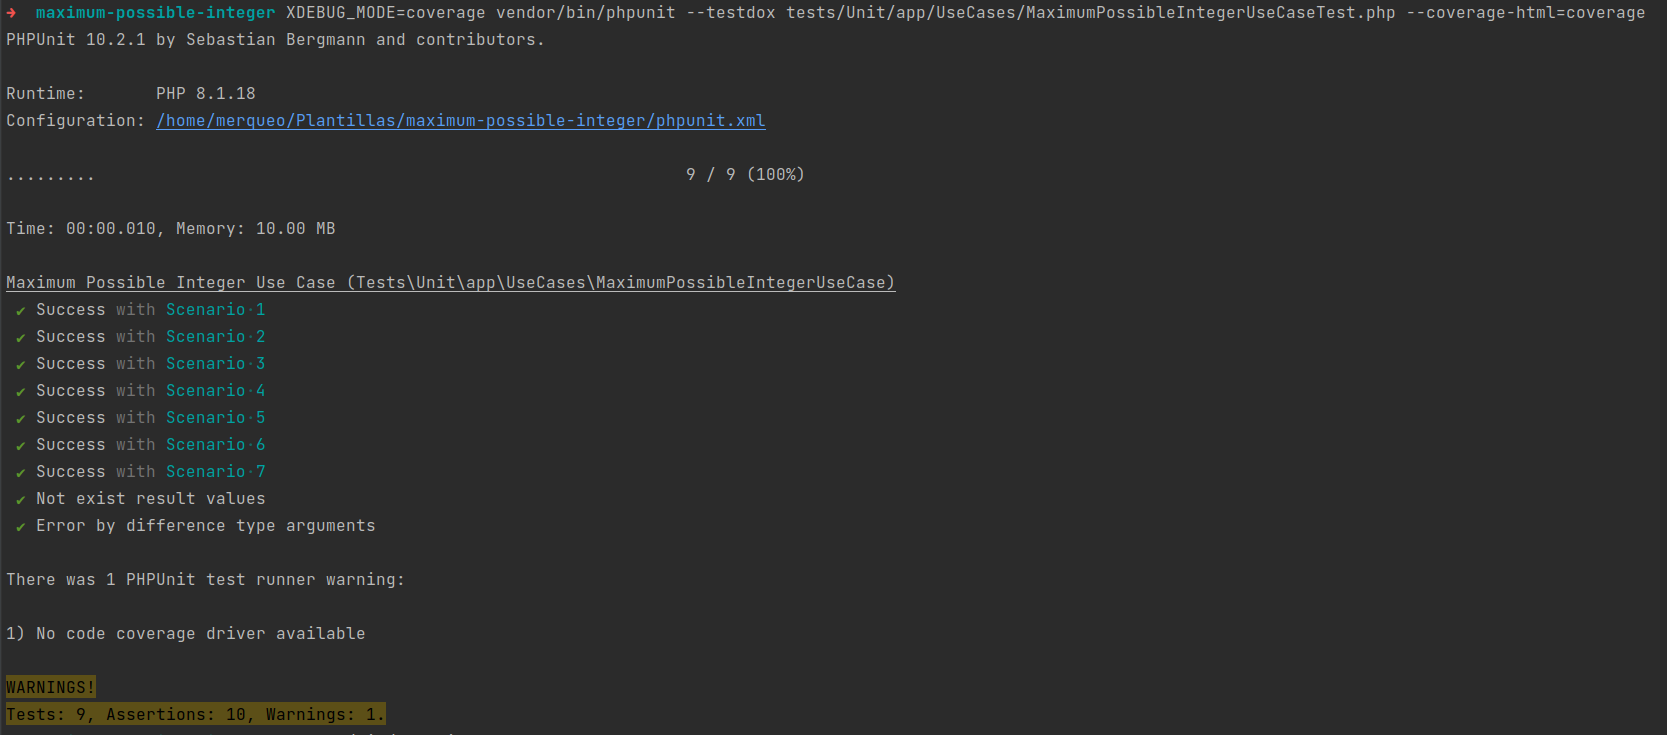 → maximum-possible-integer XDEBUG_MODE=coverage vendor/bin/phpunit --testdox tests/Unit/app/UseCases/MaximumPossibleIntegerUseCaseTest.php --coverage-html=coverage
PHPUnit 10.2.1 by Sebastian Bergmann and contributors.
Runtime: PHP 8.1.18
Configuration: /home/merqueo/Plantillas/maximum-possible-integer/phpunit.xml
......... 9 / 9 (100%)
Time: 00:00.010, Memory: 10.00 MB
Maximum Possible Integer Use Case (Tests\Unit\app\UseCases\MaximumPossibleIntegerUseCase)
✔ Success with Scenario·1
✔ Success with Scenario·2
✔ Success with Scenario·3
✔ Success with Scenario·4
✔ Success with Scenario·5
✔ Success with Scenario·6
✔ Success with Scenario·7
✔ Not exist result values
✔ Error by difference type arguments
There was 1 PHPUnit test runner warning:
1) No code coverage driver available
WARNINGS!
Tests: 9, Assertions: 10, Warnings: 1.